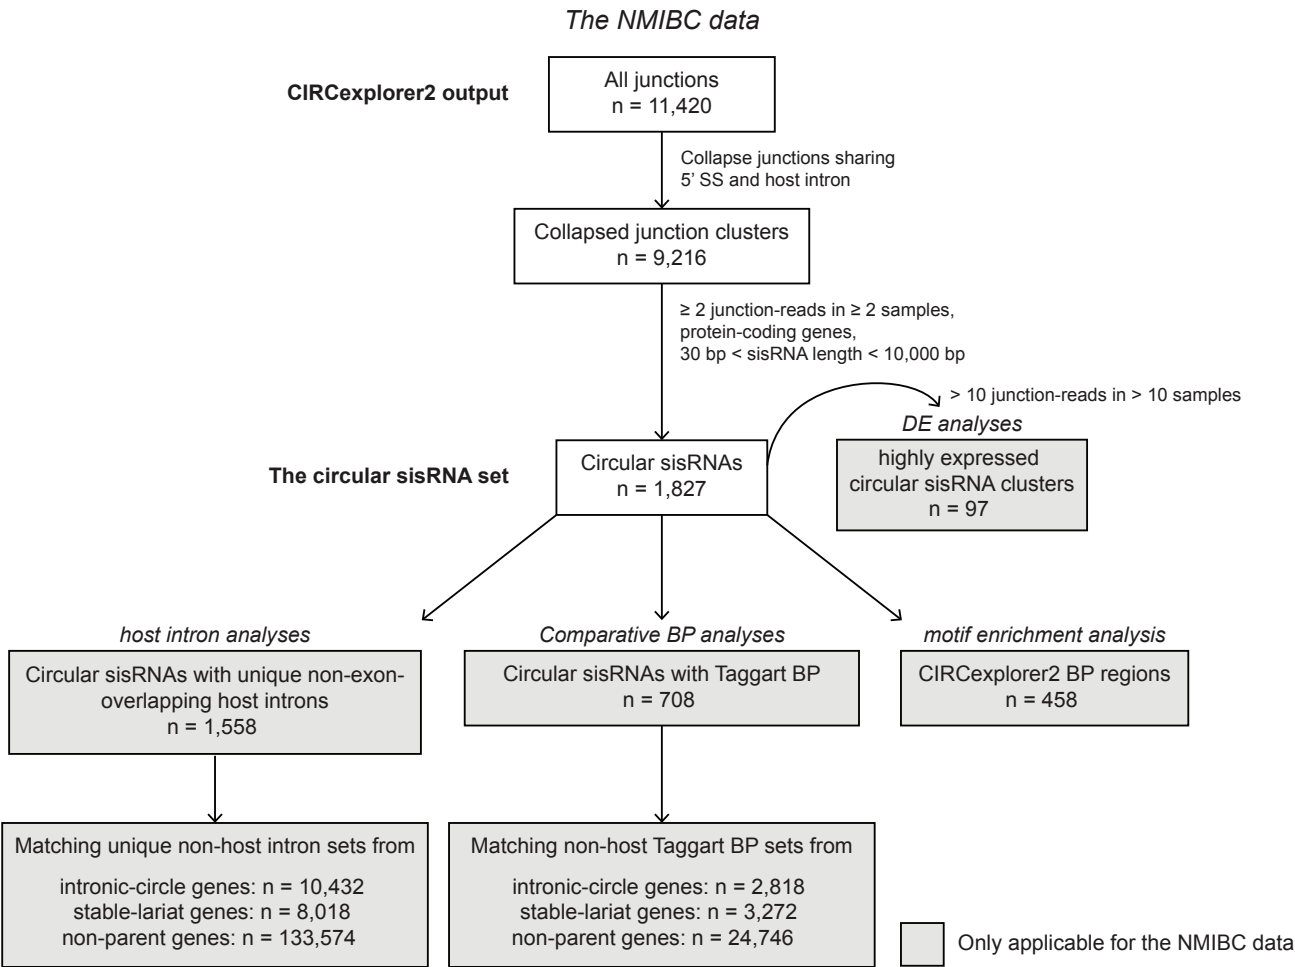 The NMIBC data
CIRCexplorer2 output
All junctions
n = 11,420
Collapse junctions sharing
5' SS and host intron
Collapsed junction clusters
n = 9,216
≥ 2 junction-reads in ≥ 2 samples,
protein-coding genes,
30 bp < sisRNA length < 10,000 bp
> 10 junction-reads in > 10 samples
DE analyses
highly expressed
circular sisRNA clusters
n = 97
The circular sisRNA set
Circular sisRNAs
n = 1,827
host intron analyses
Circular sisRNAs with unique non-exon-
overlapping host introns
n = 1,558
Comparative BP analyses
Circular sisRNAs with Taggart BP
n = 708
motif enrichment analysis
CIRCexplorer2 BP regions
n = 458
Matching unique non-host intron sets from
intronic-circle genes: n = 10,432
stable-lariat genes: n = 8,018
non-parent genes: n = 133,574
Matching non-host Taggart BP sets from
intronic-circle genes: n = 2,818
stable-lariat genes: n = 3,272
non-parent genes: n = 24,746
Only applicable for the NMIBC data